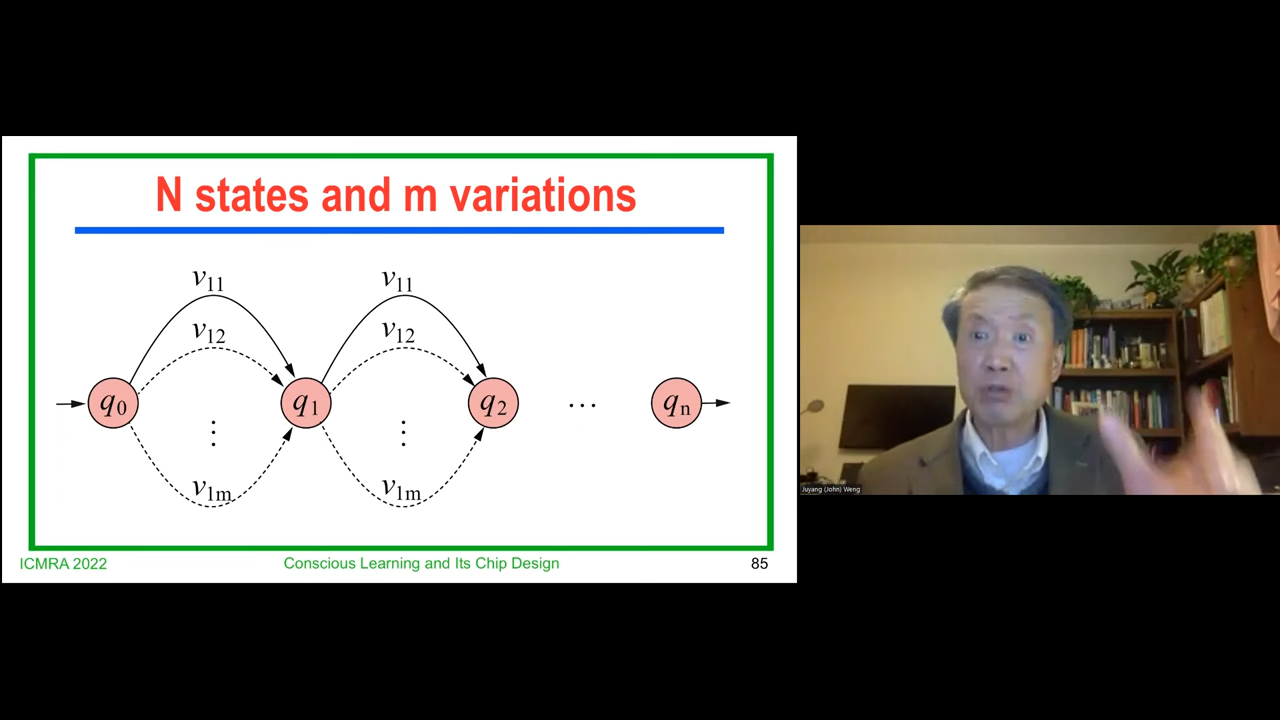 N states and m variations
v11 v11
v12 v12
q0 q1 q2 … qn
⋮ ⋮
v1m v1m
ICMRA 2022 Conscious Learning and Its Chip Design 85
Juyang (John) Weng